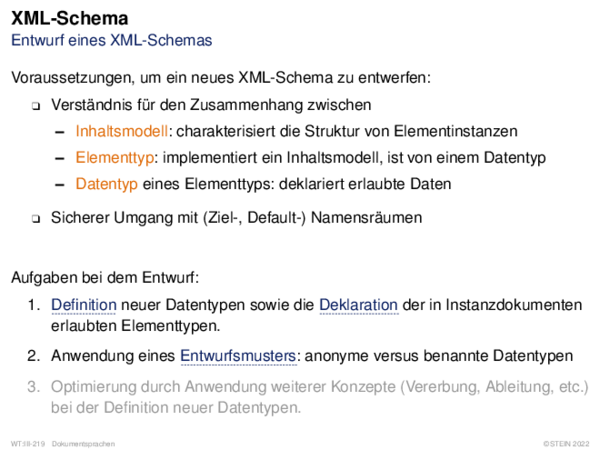 XML-Schema
Entwurf eines XML-Schemas
Voraussetzungen, um ein neues XML-Schema zu entwerfen:
❑ Verständnis für den Zusammenhang zwischen
– Inhaltsmodell: charakterisiert die Struktur von Elementinstanzen
– Elementtyp: implementiert ein Inhaltsmodell, ist von einem Datentyp
– Datentyp eines Elementtyps: deklariert erlaubte Daten
❑ Sicherer Umgang mit (Ziel-, Default-) Namensräumen
Aufgaben bei dem Entwurf:
1. Definition neuer Datentypen sowie die Deklaration der in Instanzdokumenten
erlaubten Elementtypen.
2. Anwendung eines Entwurfsmusters: anonyme versus benannte Datentypen
3. Optimierung durch Anwendung weiterer Konzepte (Vererbung, Ableitung, etc.)
bei der Definition neuer Datentypen.
WT:III-219 Dokumentsprachen ©STEIN 2022